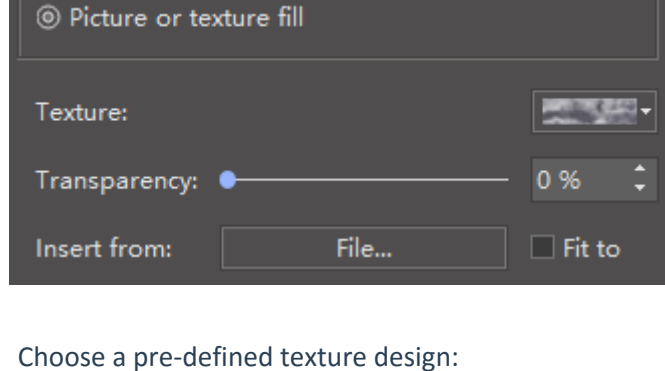 Picture or texture fill
Texture:
Transparency: 0 %
Insert from: File... Fit to
Choose a pre-defined texture design: